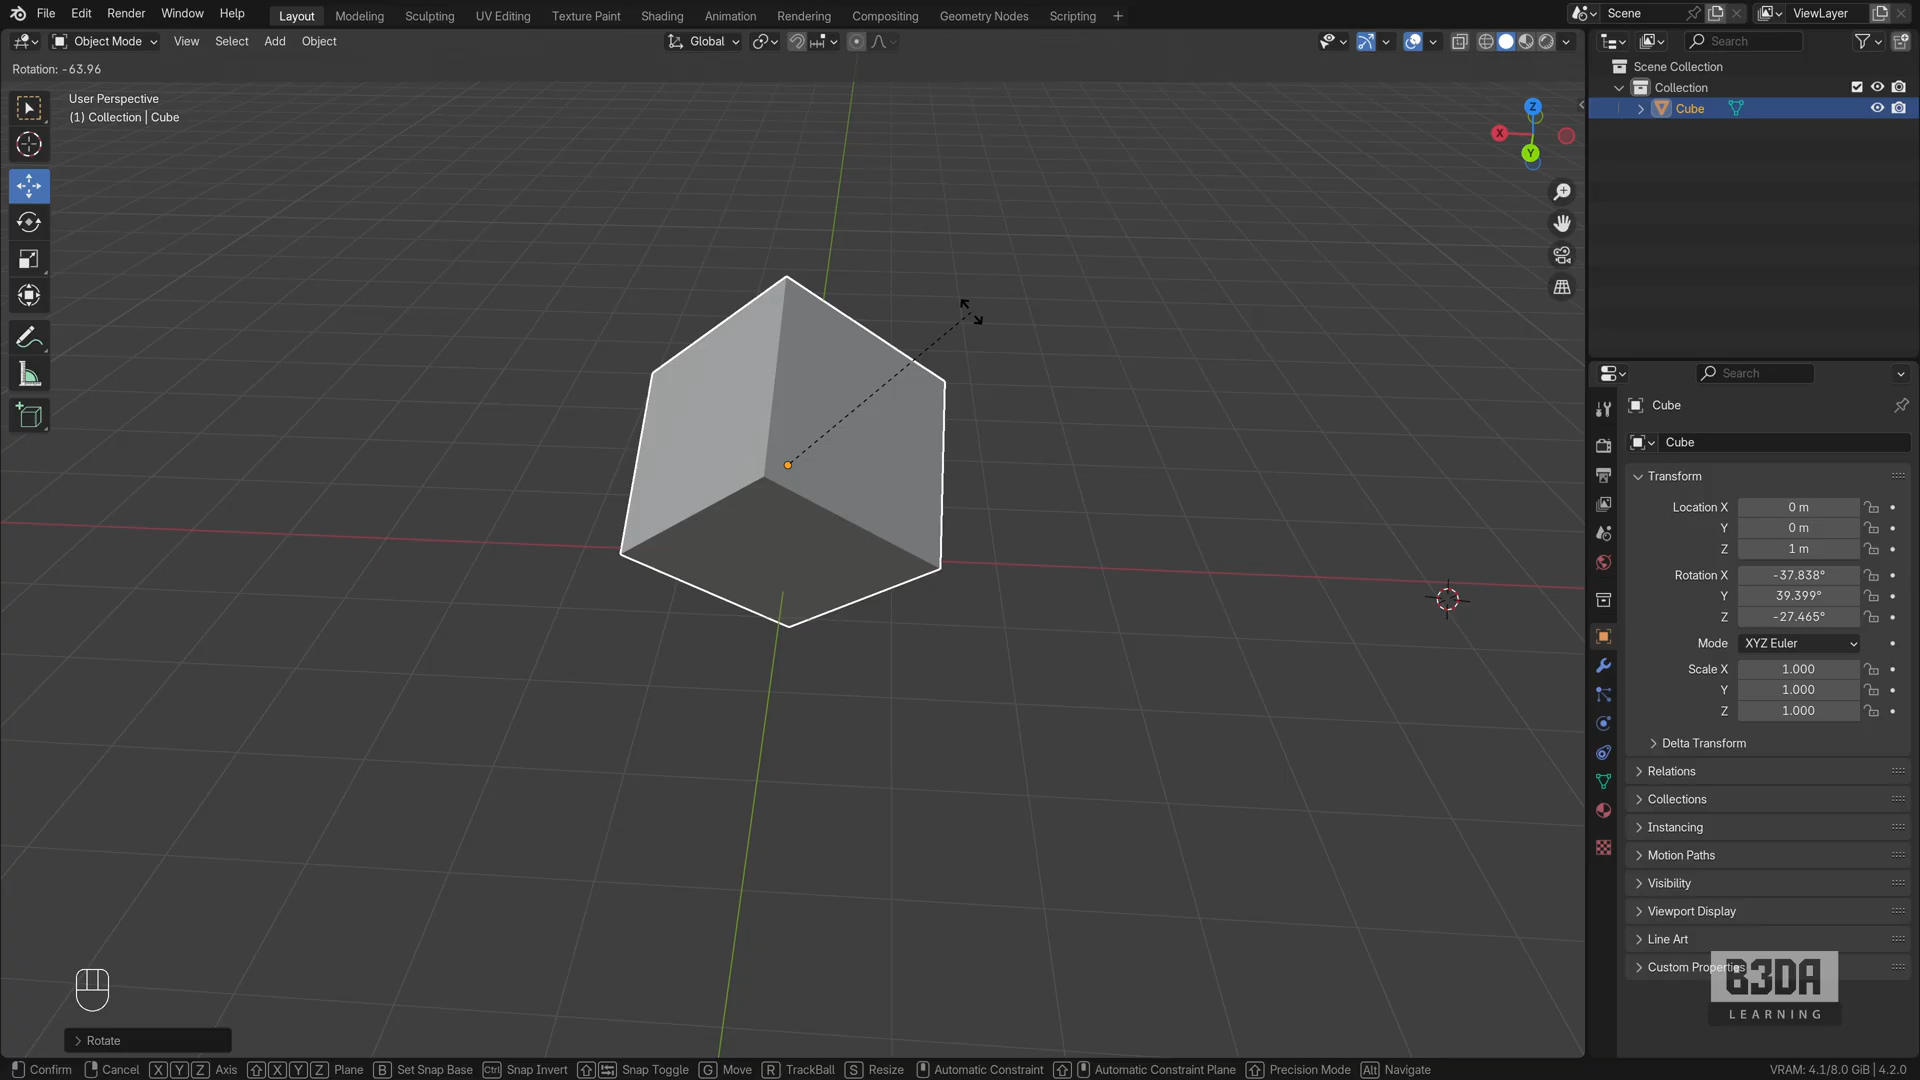 File Edit Render Window Help Layout Modeling Sculpting UV Editing Texture Paint Shading Animation Rendering Compositing Geometry Nodes Scripting + Scene ViewLayer
Object Mode View Select Add Object Global Search
Rotation: -63.96
User Perspective
(1) Collection | Cube
Z
X
Y
Scene Collection
Collection
Cube
Search
Cube
Cube
Transform
Location X 0 m
Y 0 m
Z 1 m
Rotation X -37.838°
Y 39.399°
Z -27.465°
Mode XYZ Euler
Scale X 1.000
Y 1.000
Z 1.000
Delta Transform
Relations
Collections
Instancing
Motion Paths
Visibility
Viewport Display
Line Art
Custom Properties
B3DA
LEARNING
Rotate
Confirm Cancel X Y Z Axis X Y Z Plane B Set Snap Base Ctrl Snap Invert Snap Toggle G Move R TrackBall S Resize Automatic Constraint Automatic Constraint Plane Precision Mode Alt Navigate VRAM: 4.1/8.0 GiB | 4.2.0